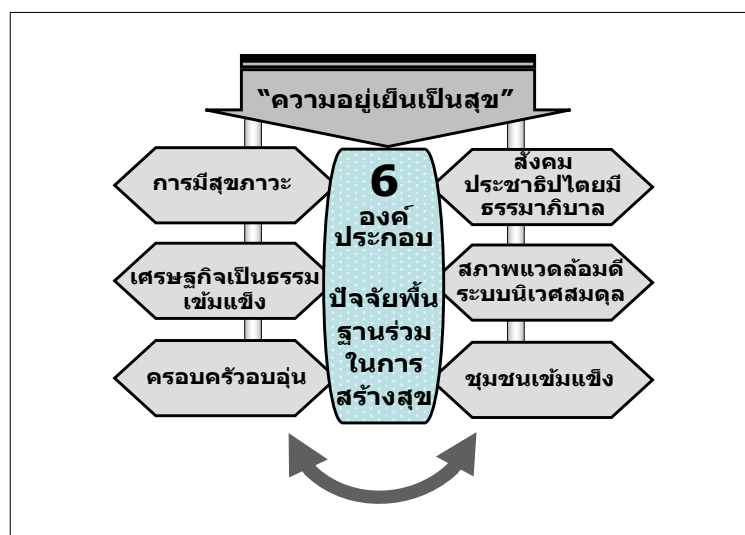 “ความอยู่เย็นเป็นสุข”
การมีสุขภาวะ
เศรษฐกิจเป็นธรรม
เข้มแข็ง
ครอบครัวอบอุ่น
6
องค์
ประกอบ
ปัจจัยพื้น
ฐานร่วม
ในการ
สร้างสุข
สังคม
ประชาธิปไตยมี
ธรรมาภิบาล
สภาพแวดล้อมดี
ระบบนิเวศสมดุล
ชุมชนเข้มแข็ง